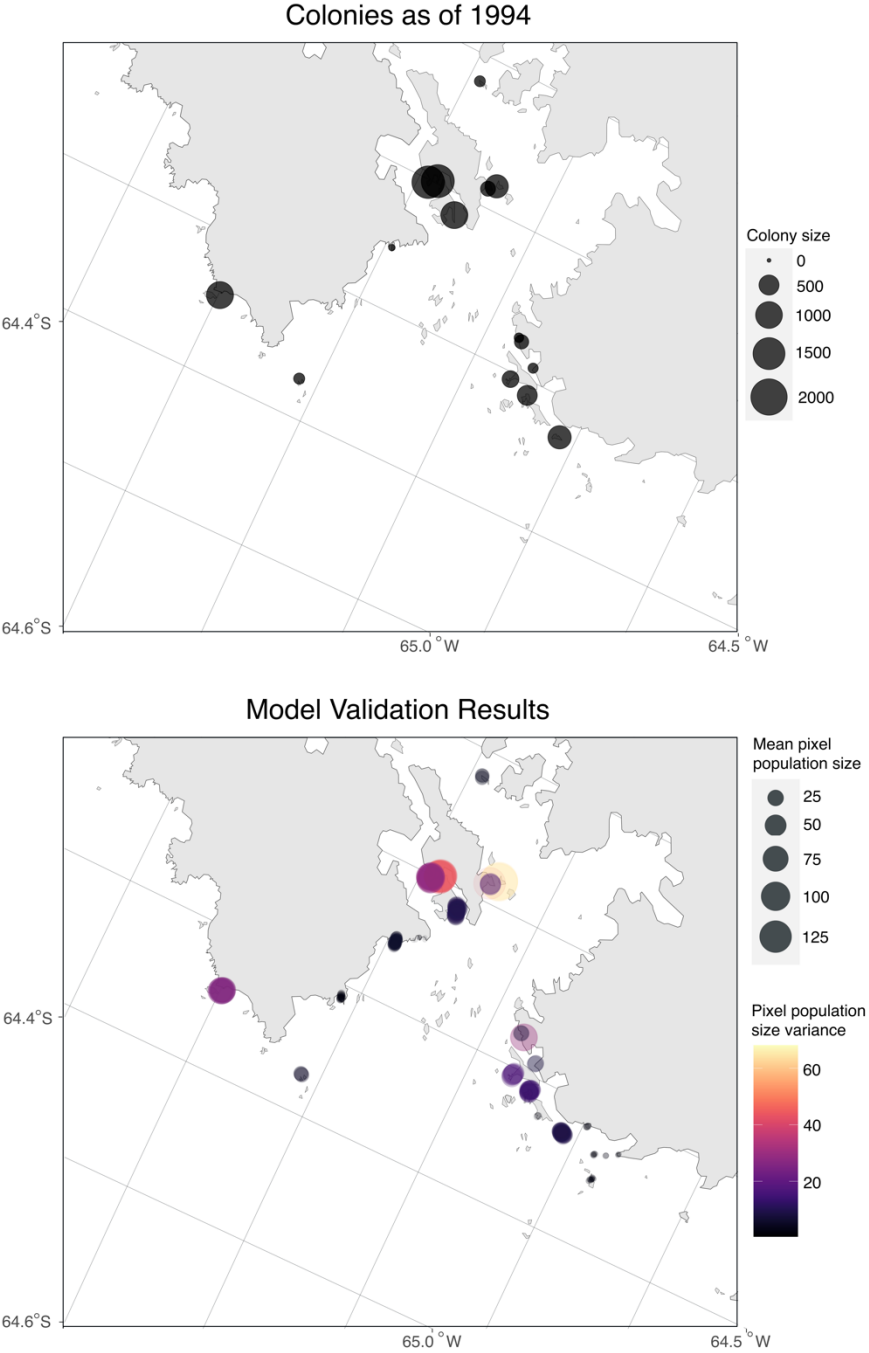 Colonies as of 1994
Colony size
0
500
1000
1500
2000
64.4°S
64.6°S
65.0°W
64.5°W
Model Validation Results
Mean pixel
population size
25
50
75
100
125
Pixel population
size variance
60
40
20
64.4°S
64.6°S
65.0°W
64.5°W